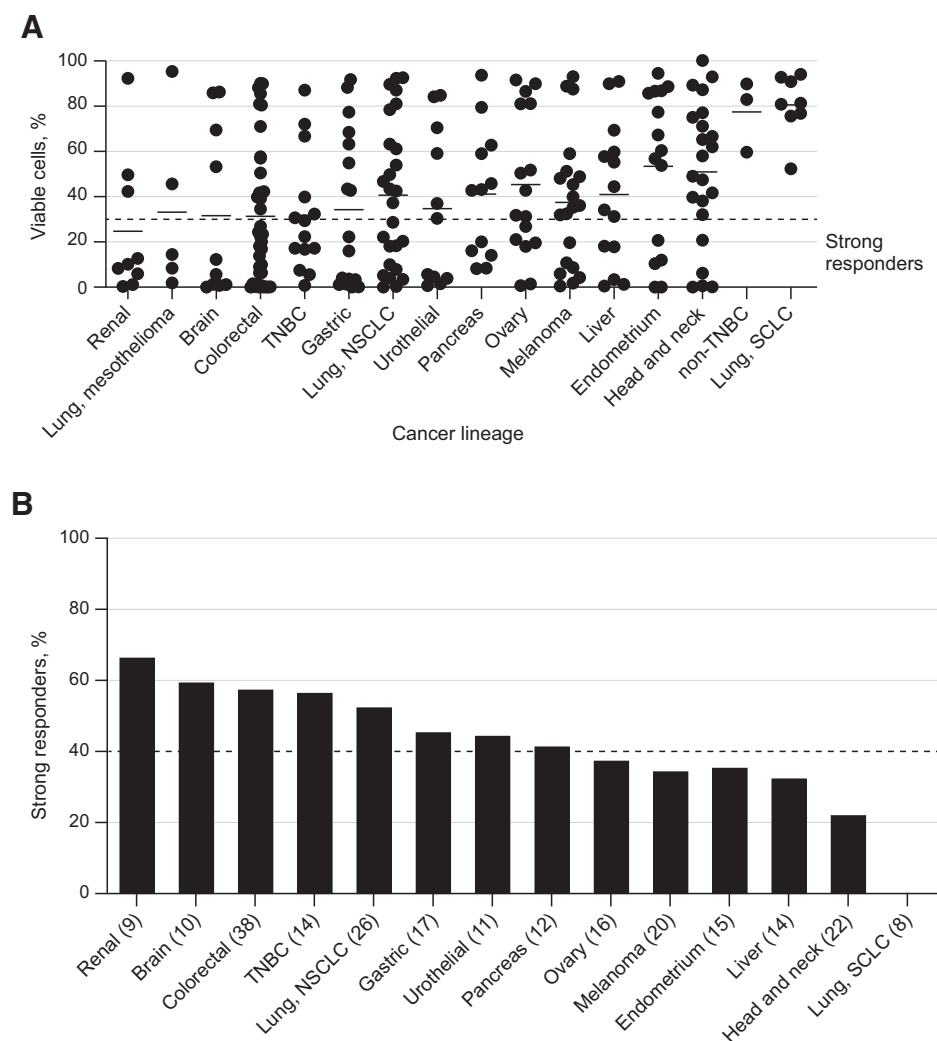 A
100
80
60
40
20
0
Viable cells, %
Strong
responders
Renal
Lung, mesothelioma
Brain
Colorectal
TNBC
Gastric
Lung, NSCLC
Urothelial
Pancreas
Ovary
Melanoma
Liver
Endometrium
Head and neck
non-TNBC
Lung, SCLC
Cancer lineage
B
100
80
60
40
20
0
Strong responders, %
Renal (9)
Brain (10)
Colorectal (38)
TNBC (14)
Lung, NSCLC (26)
Gastric (17)
Urothelial (11)
Pancreas (12)
Ovary (16)
Melanoma (20)
Endometrium (15)
Liver (14)
Head and neck (22)
Lung, SCLC (8)